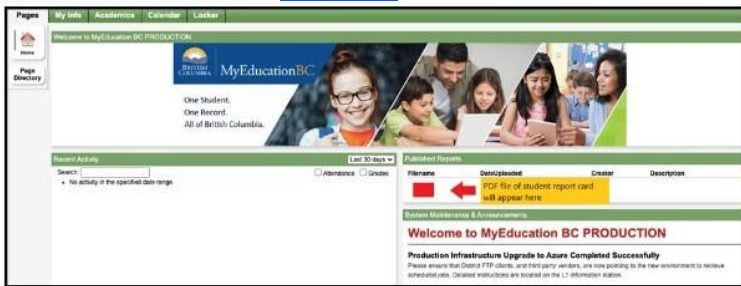 Pages My Info Academics Calendar Locker
Home
Page
Directory
Welcome to MyEducation BC PRODUCTION
BRITISH
COLUMBIA
MyEducationBC
One Student.
One Record.
All of British Columbia.
Recent Activity Last 30 days
Search: Attendance Grades
No activity in the specified date range
Published Reports
Filename DateUploaded Creator Description
PDF file of student report card
will appear here
System Maintenance & Announcements
Welcome to MyEducation BC PRODUCTION
Production Infrastructure Upgrade to Azure Completed Successfully
Please ensure that District FTP clients, and third party vendors, are now pointing to the new environment to retrieve
scheduled jobs. Detailed instructions are located on the L1 information station.